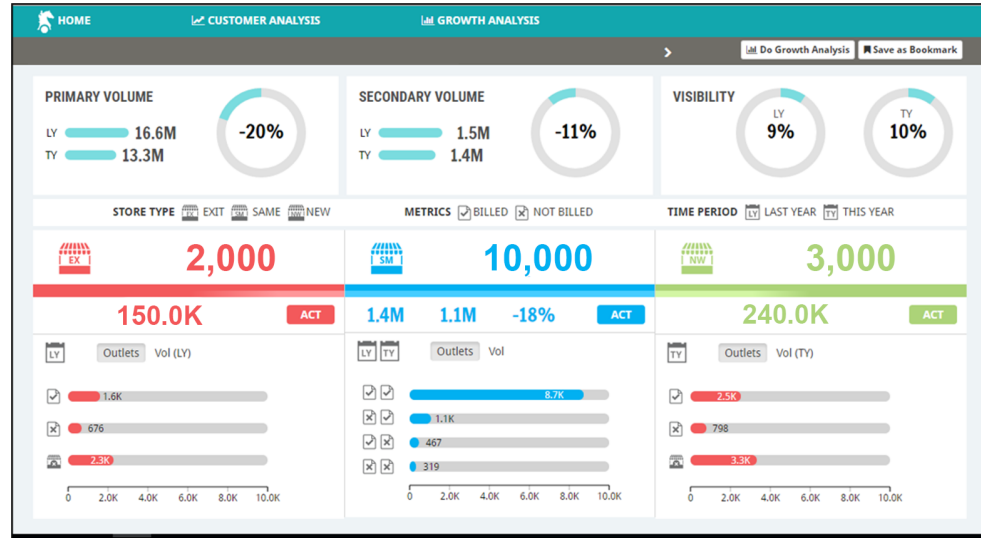 HOME CUSTOMER ANALYSIS GROWTH ANALYSIS
Do Growth Analysis Save as Bookmark
PRIMARY VOLUME
LY 16.6M
TY 13.3M
-20%
SECONDARY VOLUME
LY 1.5M
TY 1.4M
-11%
VISIBILITY
LY
9%
TY
10%
STORE TYPE EX EXIT SM SAME NW NEW
METRICS BILLED NOT BILLED
TIME PERIOD LY LAST YEAR TY THIS YEAR
EX 2,000
150.0K ACT
LY Outlets Vol (LY)
1.6K
676
2.3K
0 2.0K 4.0K 6.0K 8.0K 10.0K
SM 10,000
1.4M 1.1M -18% ACT
LY TY Outlets Vol
8.7K
1.1K
467
319
0 2.0K 4.0K 6.0K 8.0K 10.0K
NW 3,000
240.0K ACT
TY Outlets Vol (TY)
2.5K
798
3.3K
0 2.0K 4.0K 6.0K 8.0K 10.0K